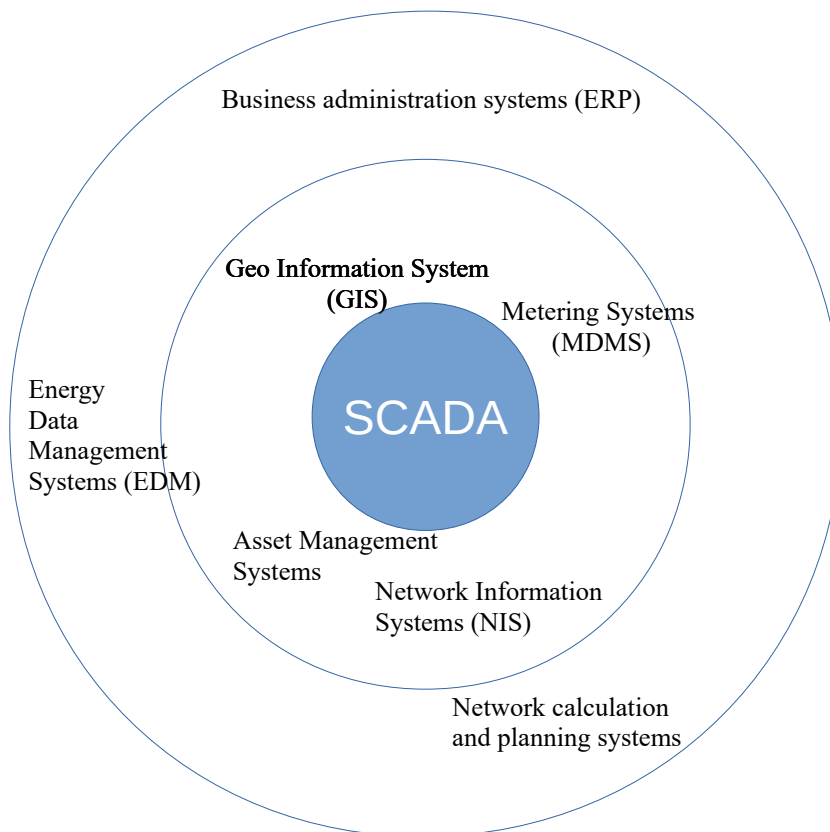 Business administration systems (ERP)
Geo Information System
(GIS)
Metering Systems
(MDMS)
Energy
Data
Management
Systems (EDM)
SCADA
Asset Management
Systems
Network Information
Systems (NIS)
Network calculation
and planning systems